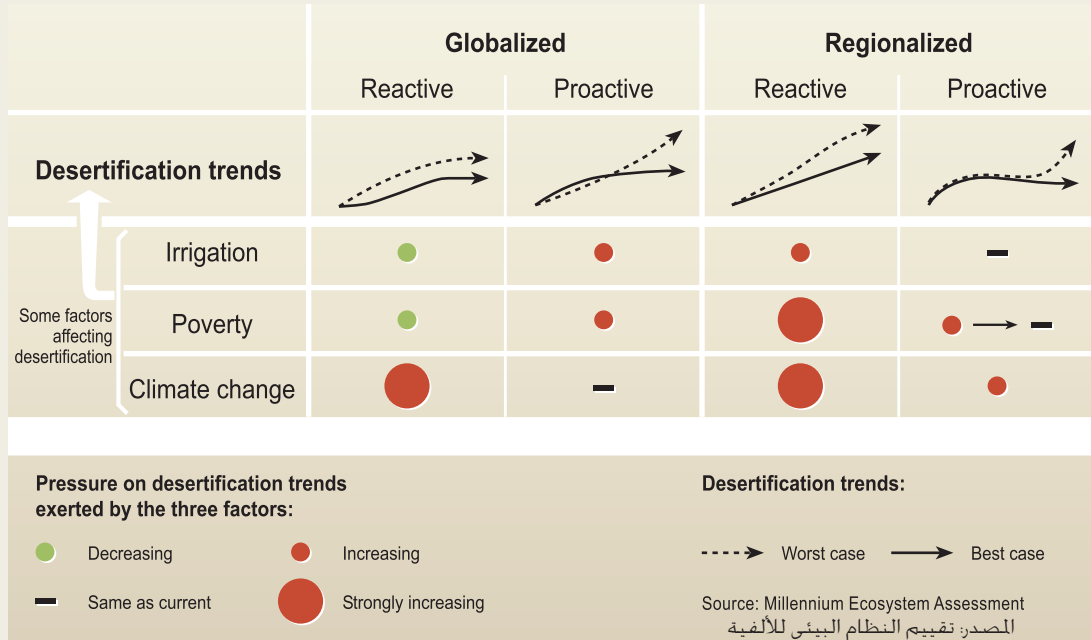 Globalized
Regionalized
Reactive
Proactive
Reactive
Proactive
Desertification trends
Irrigation
Poverty
Climate change
Some factors
affecting
desertification
Pressure on desertification trends
exerted by the three factors:
Decreasing
Increasing
Same as current
Strongly increasing
Desertification trends:
Worst case
Best case
Source: Millennium Ecosystem Assessment
المصدر: تقييم النظام البيئي للألفية